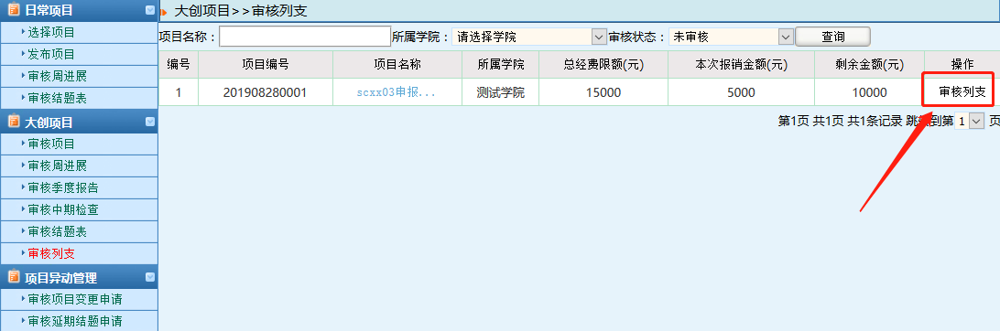 日常项目
选择项目
发布项目
审核周进展
审核结题表
大创项目
审核项目
审核周进展
审核季度报告
审核中期检查
审核结题表
审核列支
项目异动管理
审核项目变更申请
审核延期结题申请
大创项目>>审核列支
项目名称： 所属学院： 请选择学院 审核状态： 未审核 查询
编号 项目编号 项目名称 所属学院 总经费限额(元) 本次报销金额(元) 剩余金额(元) 操作
1 201908280001 scxx03申报... 测试学院 15000 5000 10000 审核列支
第1页 共1页 共1条记录 跳转到第 1 页